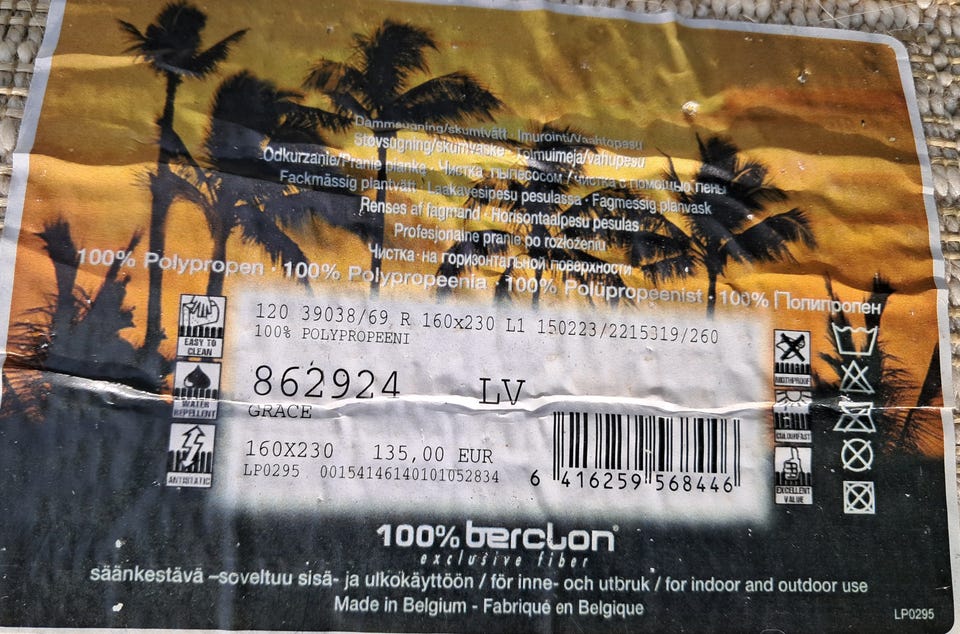 Dammsugning/skumtvätt · Imurointi/Vaahtopesu
Støvsugning/skumvaske · Tolmuimeja/vahupesu
Odkurzanie/Pranie pianką · Чистка пылесосом / чистка с помощью пены
Fackmässig plantvätt · Laakavesipesu pesulassa · Fagmessig planvask
Renses af fagmand · Horisontaalpesu pesulas
Profesjonalne pranie po rozłożeniu
Чистка на горизонтальной поверхности
100% Polypropen · 100% Polypropeenia · 100% Polüpropeenist · 100% Полипропен
EASY TO CLEAN
WATER REPELLENT
ANTISTATIC
120 39038/69 R 160x230 L1 150223/2215319/260
100% POLYPROPEENI
862924 LV
GRACE
160X230 135,00 EUR
LP0295 00154146140101052834
6 416259 568446
MOTHPROOF
COLOURFAST
EXCELLENT VALUE
100% berclon®
exclusive fiber
säänkestävä –soveltuu sisä- ja ulkokäyttöön / för inne- och utbruk / for indoor and outdoor use
Made in Belgium - Fabriqué en Belgique
LP0295